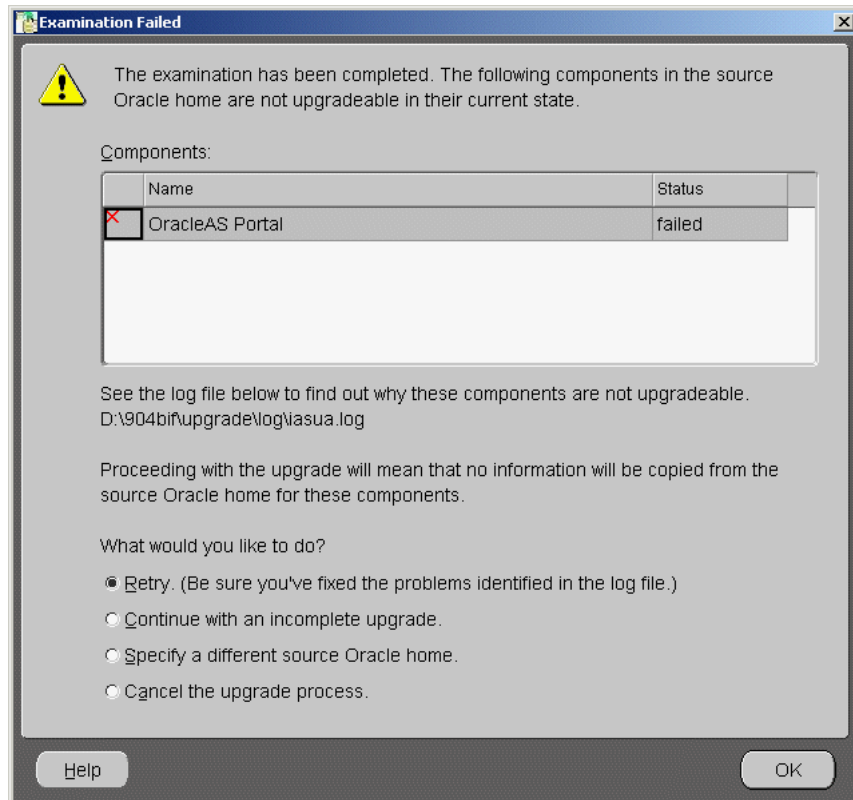 Examination Failed
The examination has been completed. The following components in the source
Oracle home are not upgradeable in their current state.
Components:
Name Status
OracleAS Portal failed
See the log file below to find out why these components are not upgradeable.
D:\904bif\upgrade\log\iasua.log
Proceeding with the upgrade will mean that no information will be copied from the
source Oracle home for these components.
What would you like to do?
Retry. (Be sure you've fixed the problems identified in the log file.)
Continue with an incomplete upgrade.
Specify a different source Oracle home.
Cancel the upgrade process.
Help OK